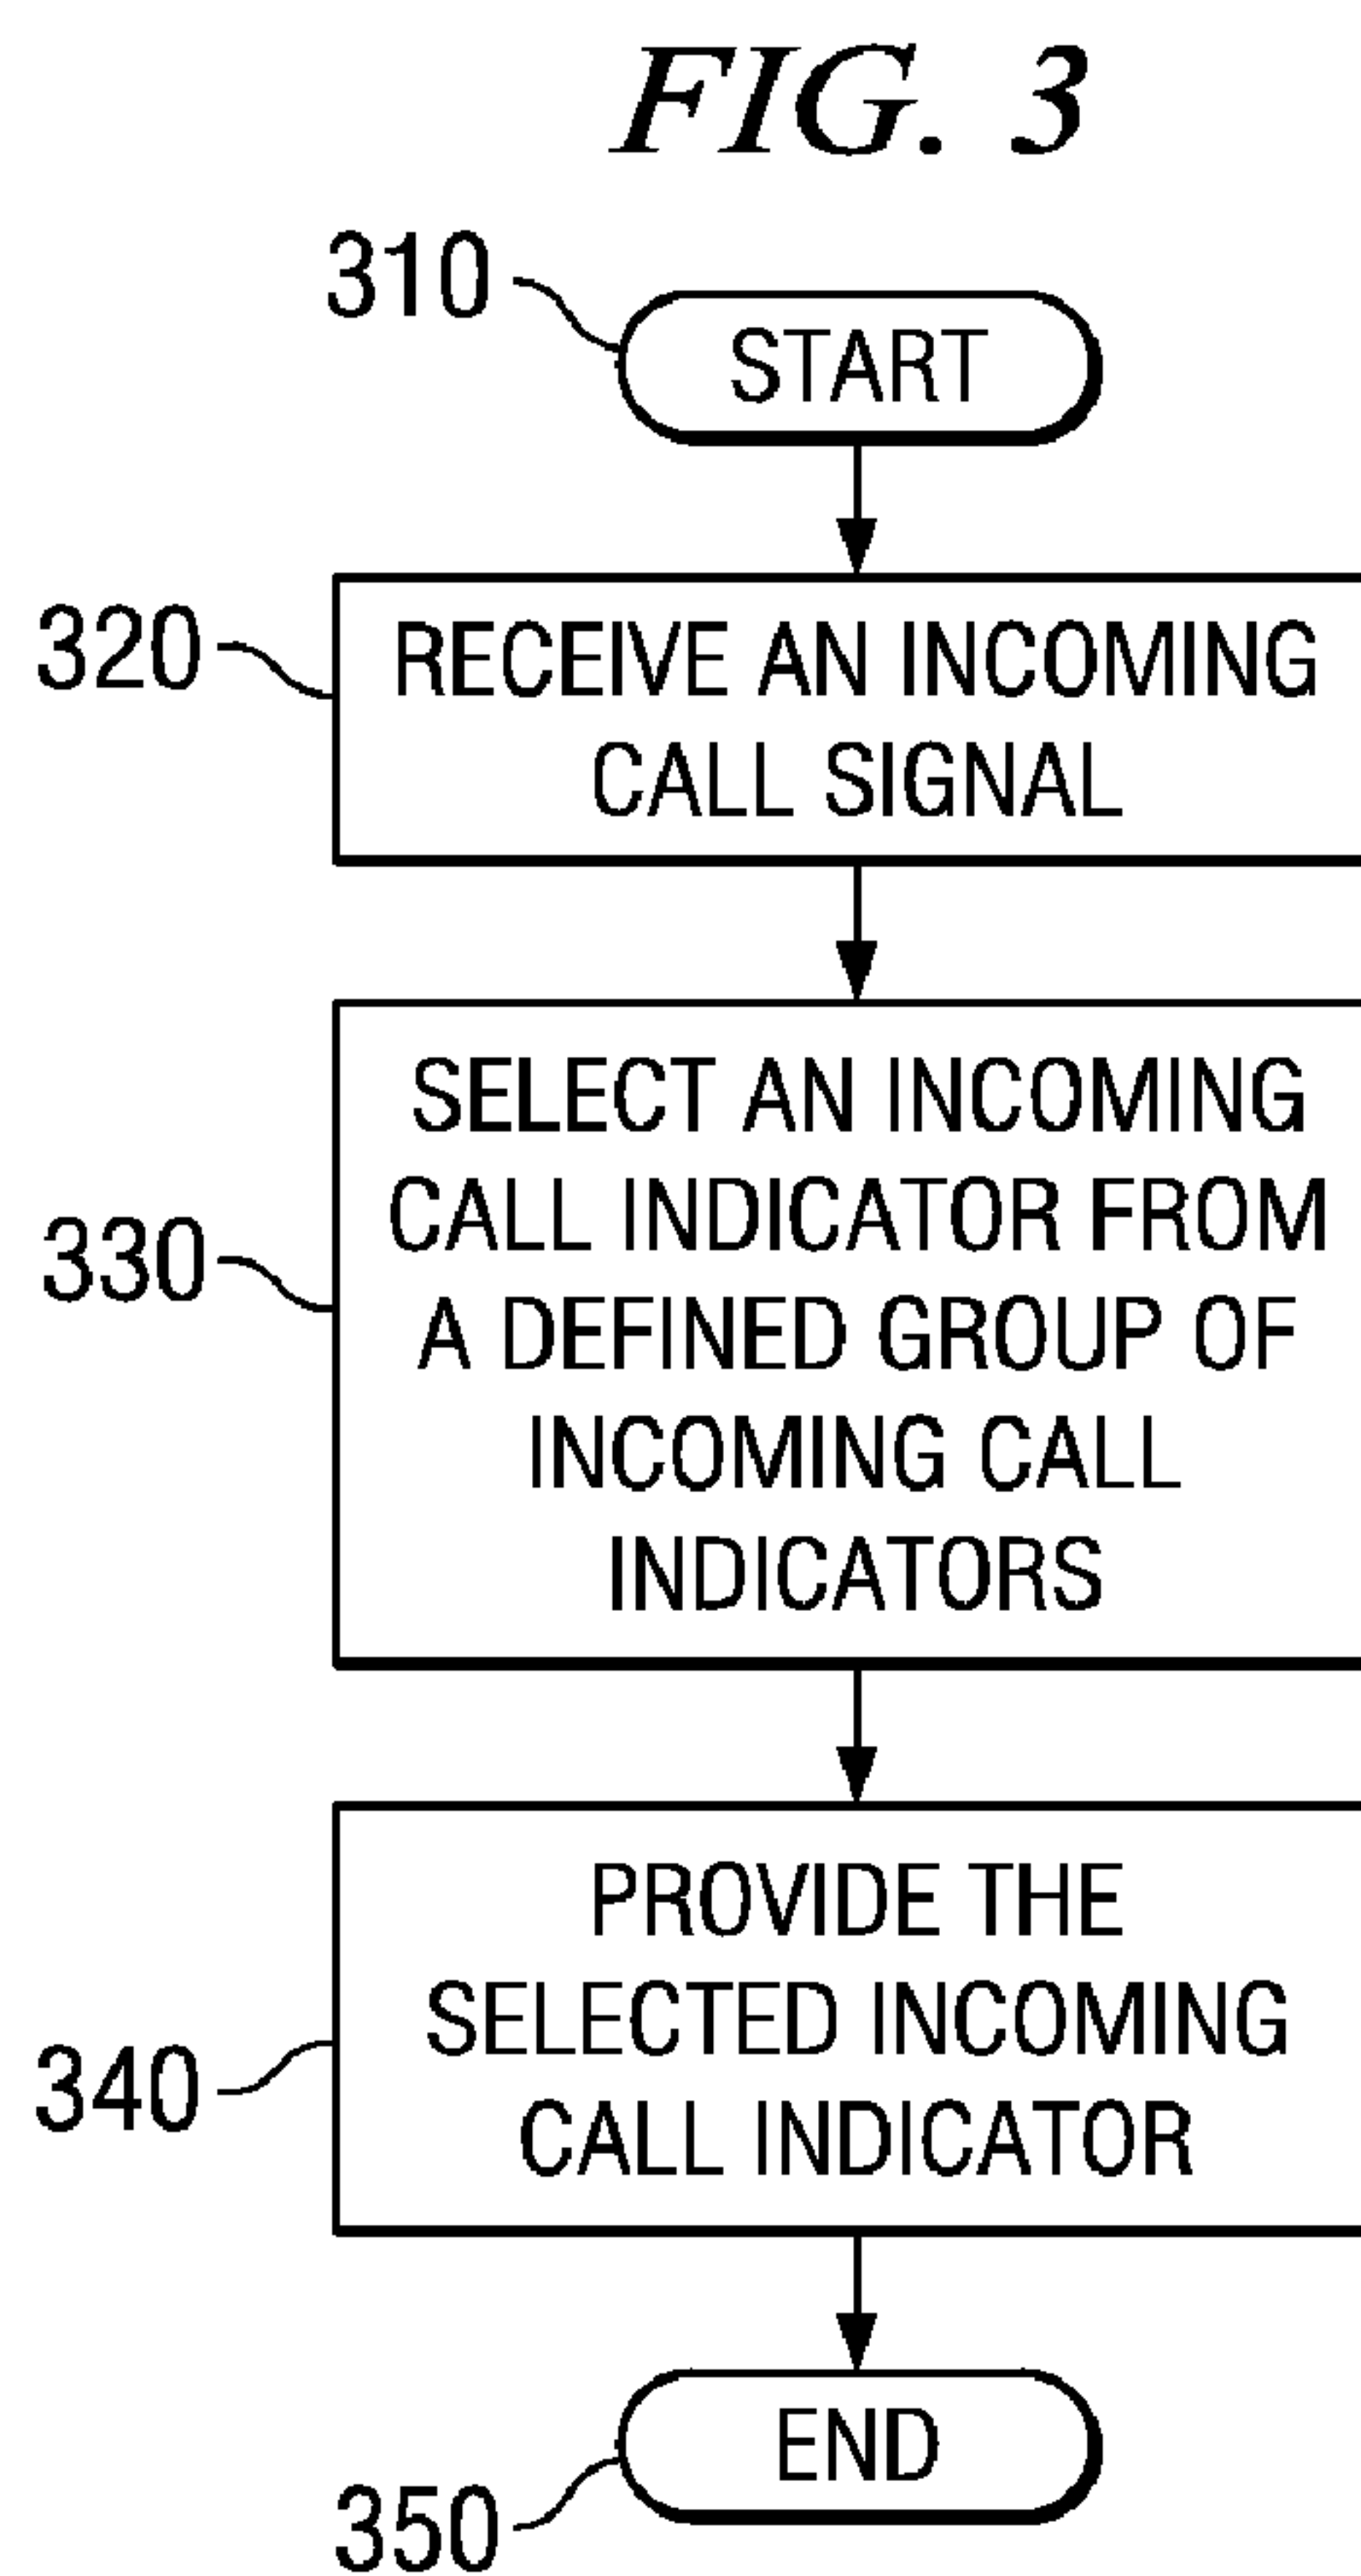 FIG. 3
310
START
320
RECEIVE AN INCOMING
CALL SIGNAL
330
SELECT AN INCOMING
CALL INDICATOR FROM
A DEFINED GROUP OF
INCOMING CALL
INDICATORS
340
PROVIDE THE
SELECTED INCOMING
CALL INDICATOR
350
END